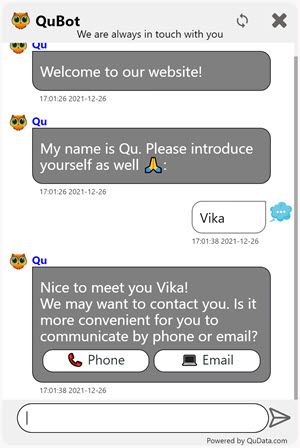 QuBot
We are always in touch with you
Qu
Welcome to our website!
17:01:26 2021-12-26
Qu
My name is Qu. Please introduce
yourself as well 🙏:
17:01:26 2021-12-26
Vika
17:01:38 2021-12-26
Qu
Nice to meet you Vika!
We may want to contact you. Is it
more convenient for you to
communicate by phone or email?
Phone Email
17:01:38 2021-12-26
Powered by QuData.com